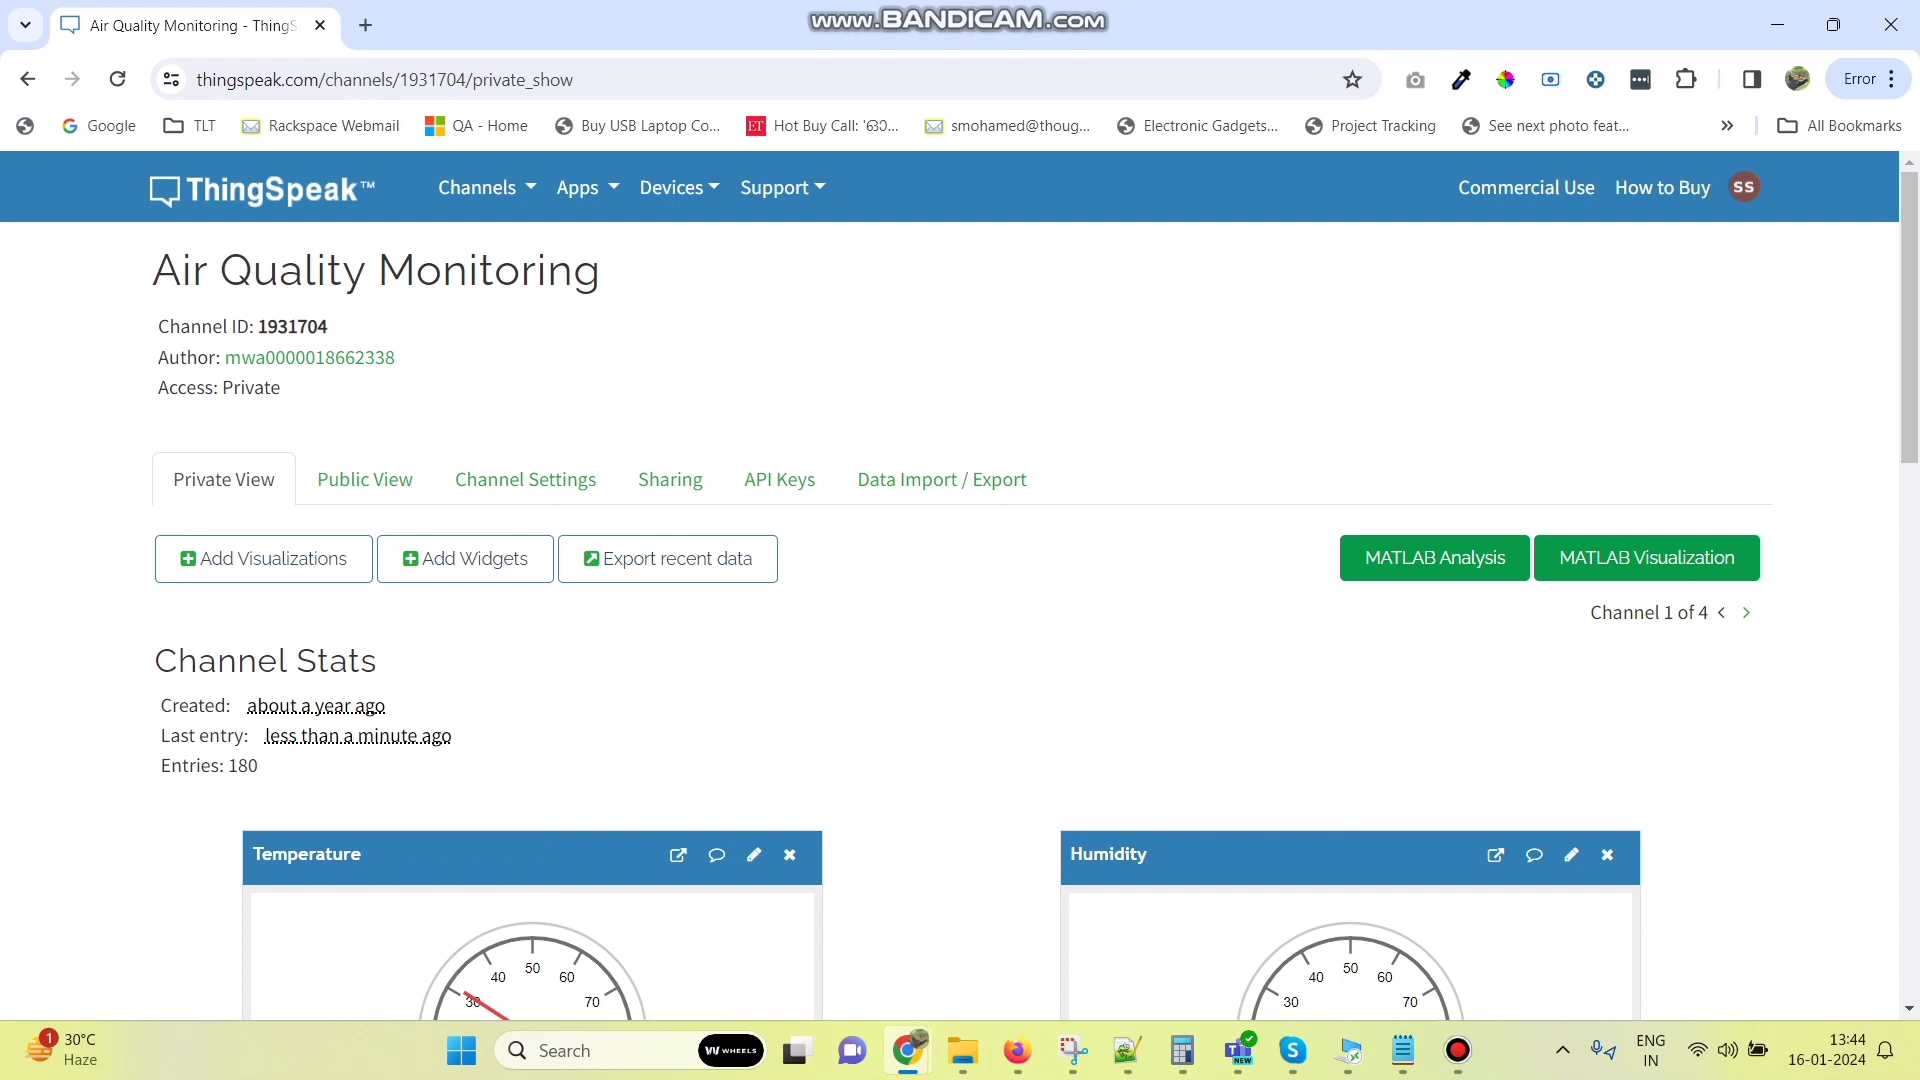 Air Quality Monitoring - ThingS
www.BANDICAM.com
thingspeak.com/channels/1931704/private_show
Error
Google
TLT
Rackspace Webmail
QA - Home
Buy USB Laptop Co...
ET
Hot Buy Call: '630...
smohamed@thoug...
Electronic Gadgets...
Project Tracking
See next photo feat...
All Bookmarks
ThingSpeak™
Channels
Apps
Devices
Support
Commercial Use
How to Buy
SS
Air Quality Monitoring
Channel ID: 1931704
Author: mwa0000018662338
Access: Private
Private View
Public View
Channel Settings
Sharing
API Keys
Data Import / Export
Add Visualizations
Add Widgets
Export recent data
MATLAB Analysis
MATLAB Visualization
Channel 1 of 4
Channel Stats
Created: about a year ago
Last entry: less than a minute ago
Entries: 180
Temperature
Humidity
30
40
50
60
70
30
40
50
60
70
1
30°C
Haze
Search
WHEELS
NEW
ENG
IN
13:44
16-01-2024